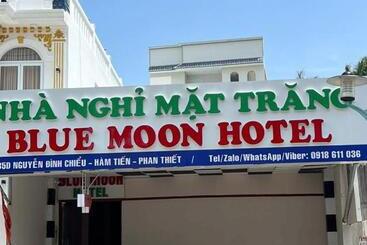 NHÀ NGHỈ MẶT TRĂNG
BLUE MOON HOTEL
35D NGUYỄN ĐÌNH CHIỂU - HÀM TIẾN - PHAN THIẾT / Tel/Zalo/WhatsApp/Viber: 0918 611 036
BLUE MOON
HOTEL